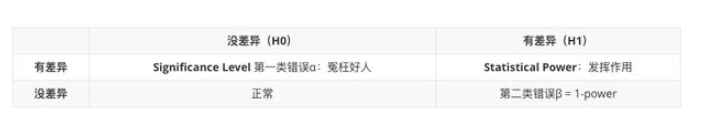 没差异（H0）
有差异（H1）
有差异
Significance Level 第一类错误α：冤枉好人
Statistical Power：发挥作用
没差异
正常
第二类错误β = 1-power